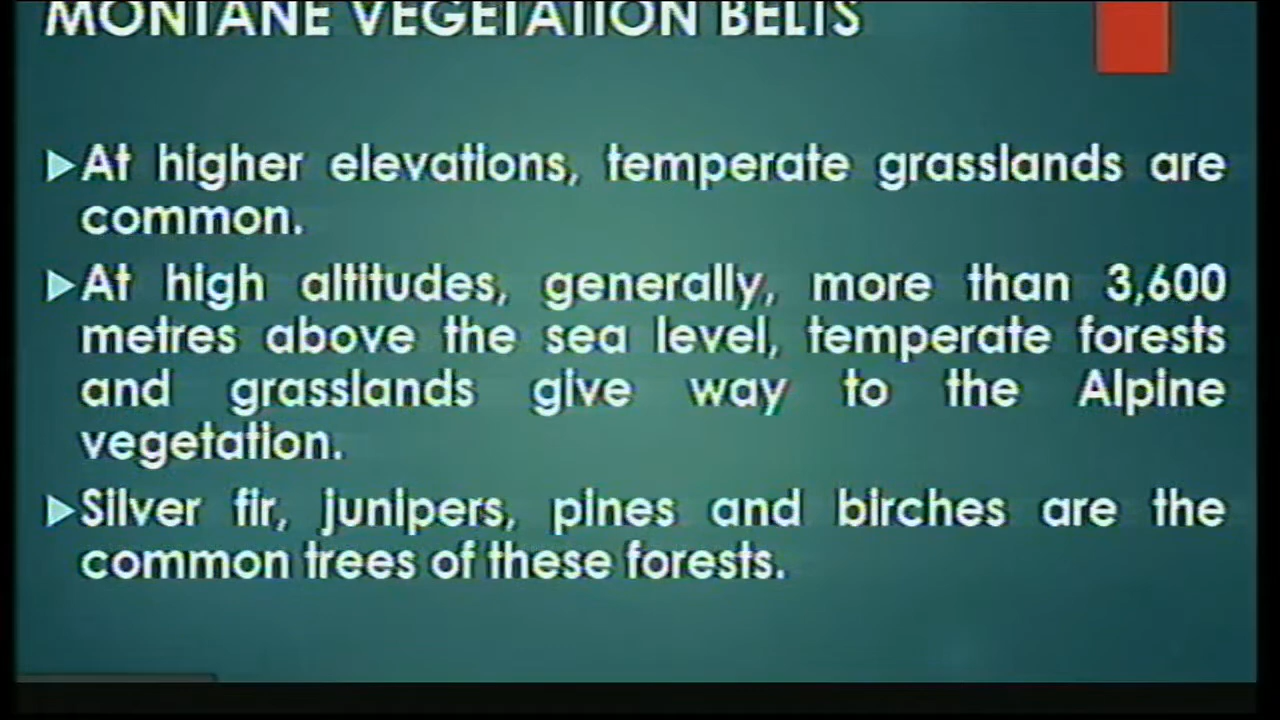 MONTANE VEGETATION BELTS
At higher elevations, temperate grasslands are
common.
At high altitudes, generally, more than 3,600
metres above the sea level, temperate forests
and grasslands give way to the Alpine
vegetation.
Silver fir, junipers, pines and birches are the
common trees of these forests.